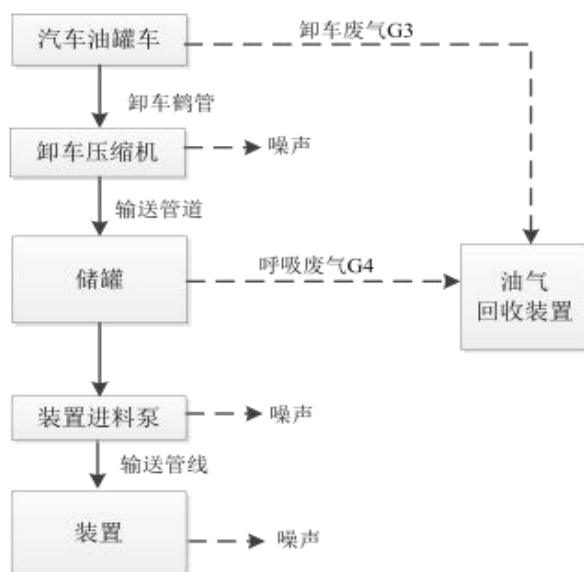 汽车油罐车
卸车废气G3
卸车鹤管
卸车压缩机
噪声
输送管道
储罐
呼吸废气G4
油气
回收装置
装置进料泵
噪声
输送管线
装置
噪声